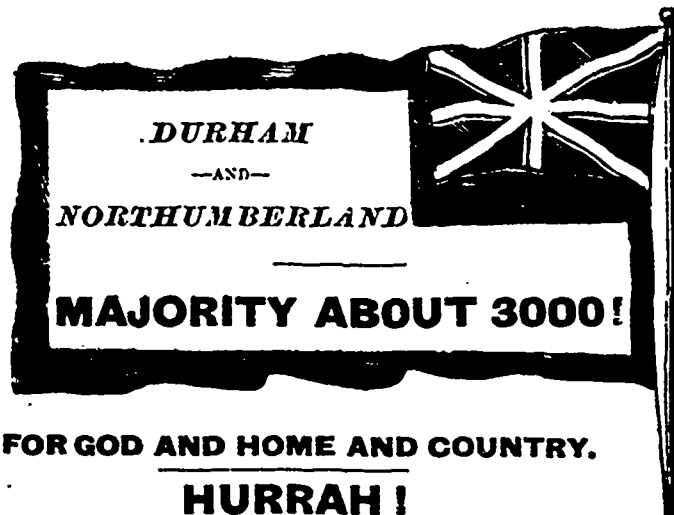 DURHAM
—AND—
NORTHUMBERLAND
MAJORITY ABOUT 3000!
FOR GOD AND HOME AND COUNTRY.
HURRAH!